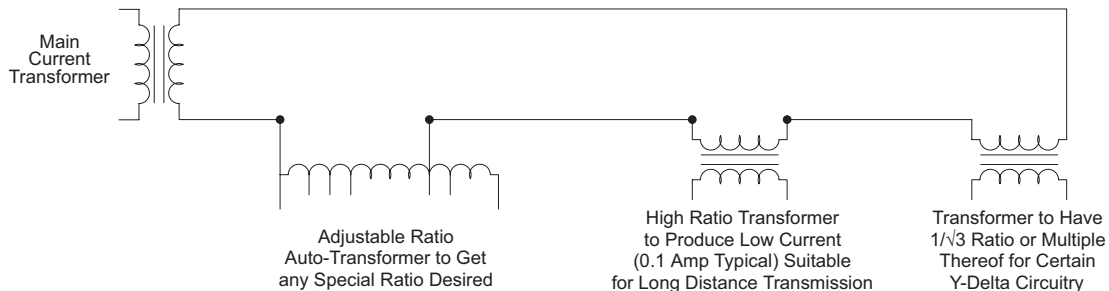 Main
Current
Transformer
Adjustable Ratio
Auto-Transformer to Get
any Special Ratio Desired
High Ratio Transformer
to Produce Low Current
(0.1 Amp Typical) Suitable
for Long Distance Transmission
Transformer to Have
1/√3 Ratio or Multiple
Thereof for Certain
Y-Delta Circuitry